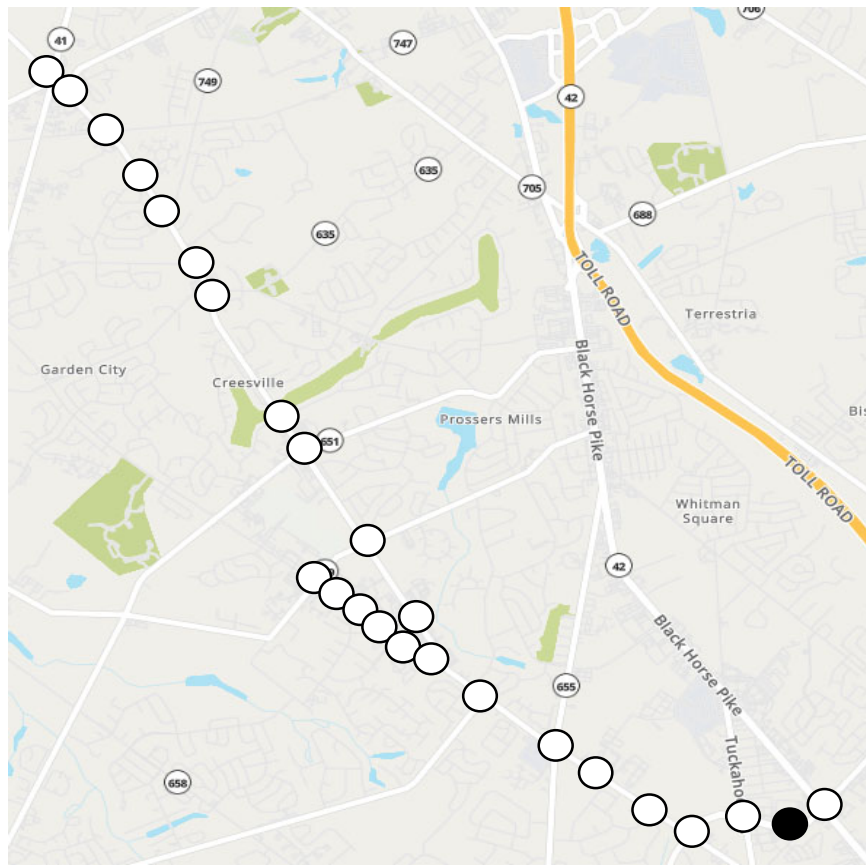 706
41
747
749
42
635
705
688
635
TOLL ROAD
Terrestria
Black Horse Pike
Garden City
Creesville
Prossers Mills
651
TOLL ROAD
Whitman
Square
42
Black Horse Pike
655
Tuckaho
658